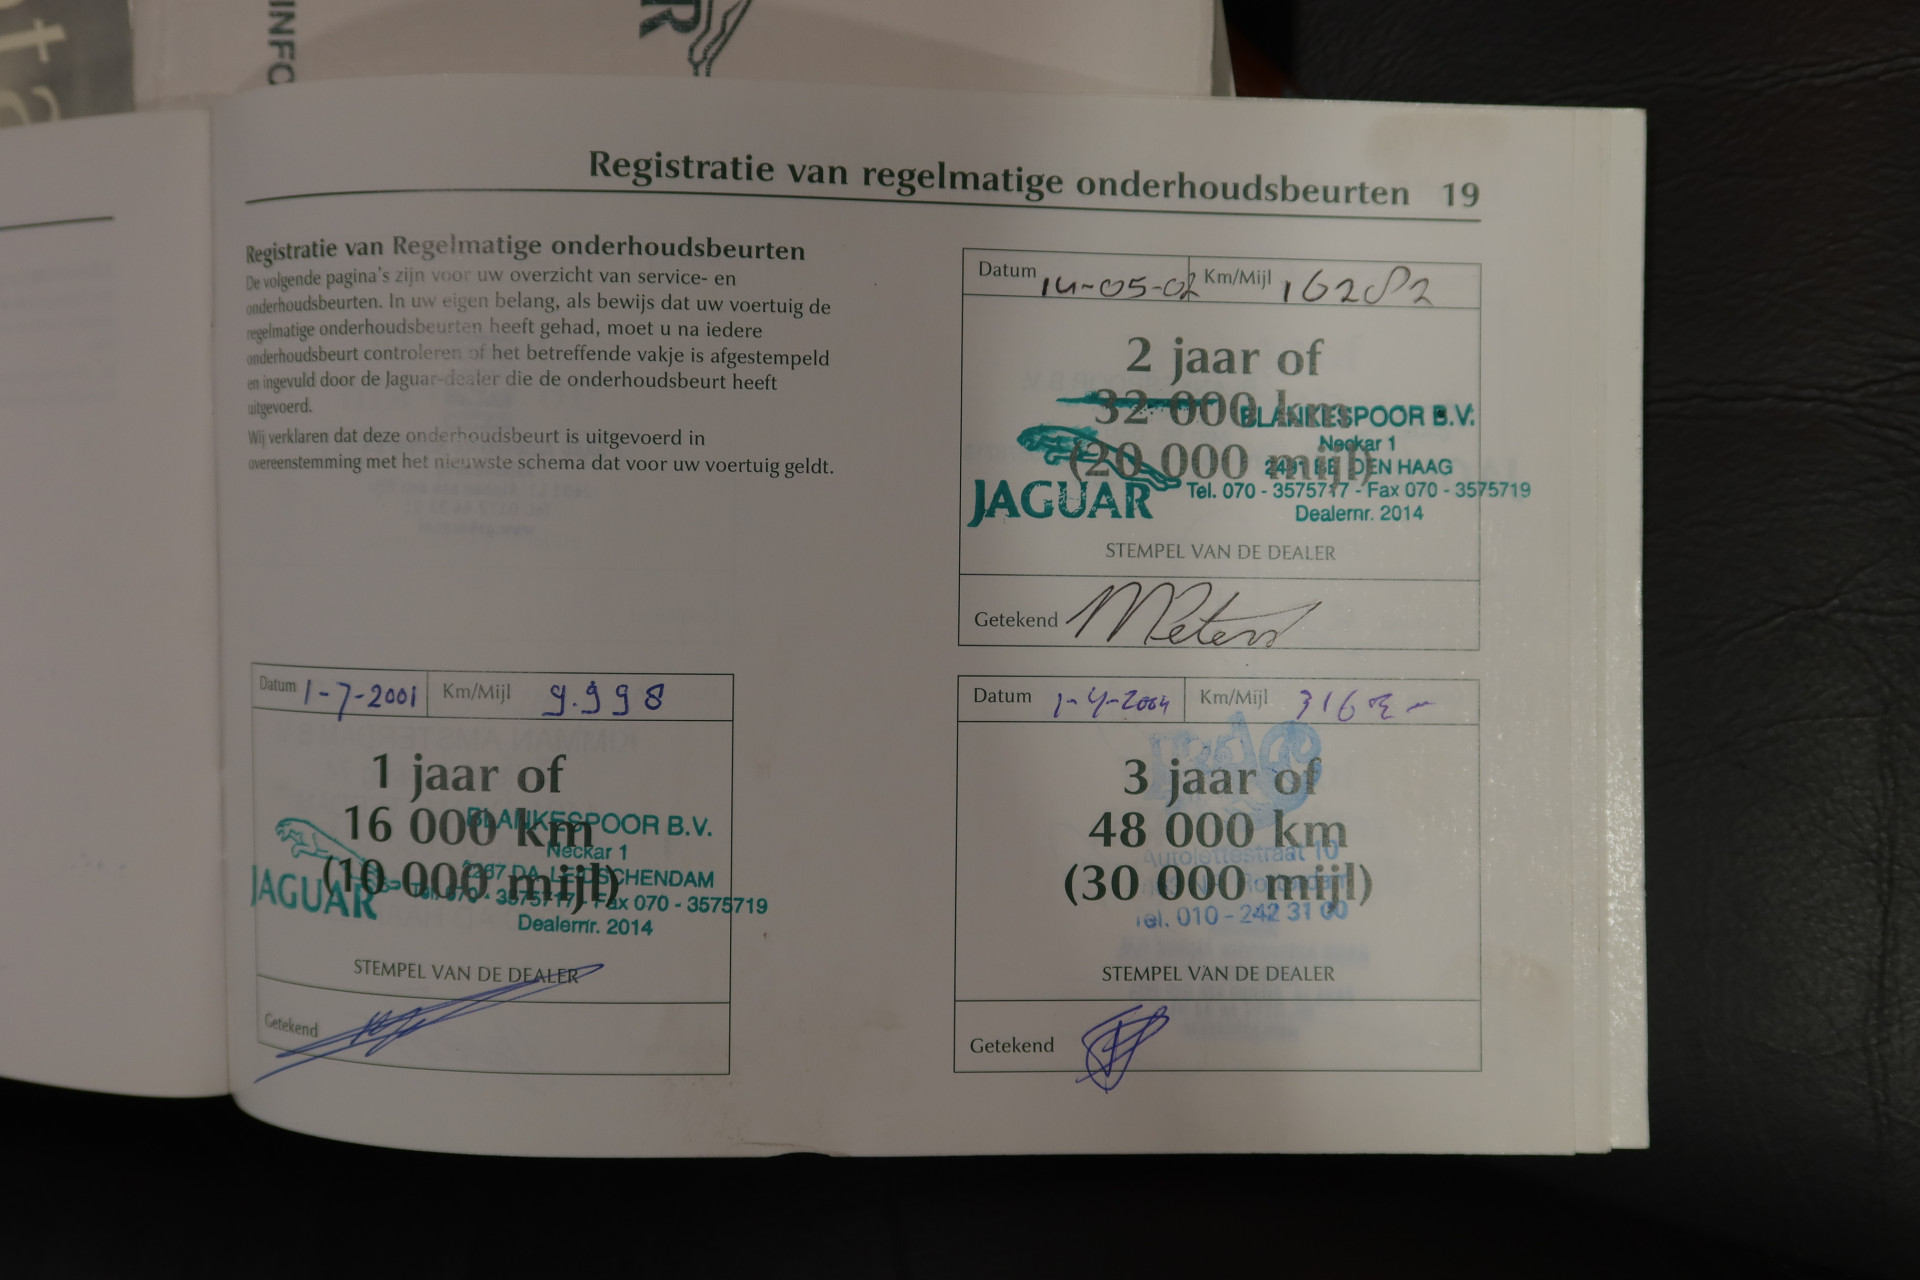 INFO
Registratie van regelmatige onderhoudsbeurten 19
Registratie van Regelmatige onderhoudsbeurten
De volgende pagina's zijn voor uw overzicht van service- en
onderhoudsbeurten. In uw eigen belang, als bewijs dat uw voertuig de
regelmatige onderhoudsbeurten heeft gehad, moet u na iedere
onderhoudsbeurt controleren of het betreffende vakje is afgestempeld
en ingevuld door de Jaguar-dealer die de onderhoudsbeurt heeft
uitgevoerd.
Wij verklaren dat deze onderhoudsbeurt is uitgevoerd in
overeenstemming met het nieuwste schema dat voor uw voertuig geldt.
Datum 1-7-2001 Km/Mijl 9.998
1 jaar of
16 000 km
(10 000 mijl)
BLANKESPOOR B.V.
Neckar 1
LEIDSCHENDAM
JAGUAR
Tel. 070 - 3575717 - Fax 070 - 3575719
Dealernr. 2014
STEMPEL VAN DE DEALER
Getekend
Datum 14-05-02 Km/Mijl 16282
2 jaar of
32 000 km
(20 000 mijl)
BLANKESPOOR B.V.
Neckar 1
DEN HAAG
JAGUAR
Tel. 070 - 3575717 - Fax 070 - 3575719
Dealernr. 2014
STEMPEL VAN DE DEALER
Getekend
Datum 1-4-2004 Km/Mijl
3 jaar of
48 000 km
(30 000 mijl)
Autolettestraat 10
Tel. 010 - 242 31 00
STEMPEL VAN DE DEALER
Getekend